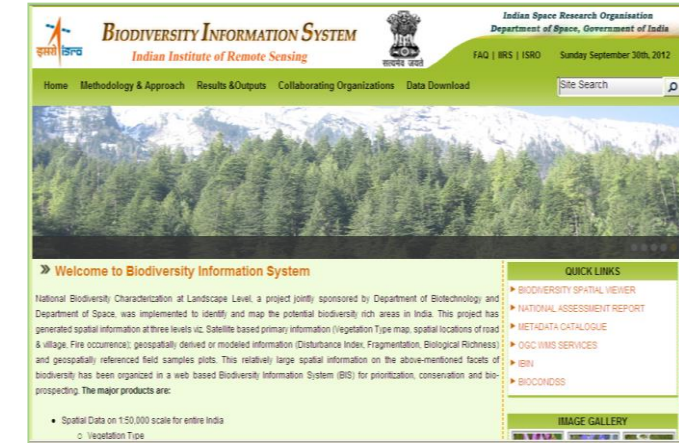 इसरो isro
BIODIVERSITY INFORMATION SYSTEM
Indian Institute of Remote Sensing
सत्यमेव जयते
Indian Space Research Organisation
Department of Space, Government of India
FAQ | IIRS | ISRO Sunday September 30th, 2012
Home Methodology & Approach Results &Outputs Collaborating Organizations Data Download
Site Search
» Welcome to Biodiversity Information System
National Biodiversity Characterization at Landscape Level, a project jointly sponsored by Department of Biotechnology and
Department of Space, was implemented to identify and map the potential biodiversity rich areas in India. This project has
generated spatial information at three levels viz. Satellite based primary information (Vegetation Type map, spatial locations of road
& village, Fire occurrence); geospatially derived or modeled information (Disturbance Index, Fragmentation, Biological Richness)
and geospatially referenced field samples plots. This relatively large spatial information on the above-mentioned facets of
biodiversity has been organized in a web based Biodiversity Information System (BIS) for prioritization, conservation and bio-
prospecting. The major products are:
• Spatial Data on 1:50,000 scale for entire India
○ Vegetation Type
QUICK LINKS
BIODIVERSITY SPATIAL VIEWER
NATIONAL ASSESSMENT REPORT
METADATA CATALOGUE
OGC WMS SERVICES
IBIN
BIOCONDSS
IMAGE GALLERY